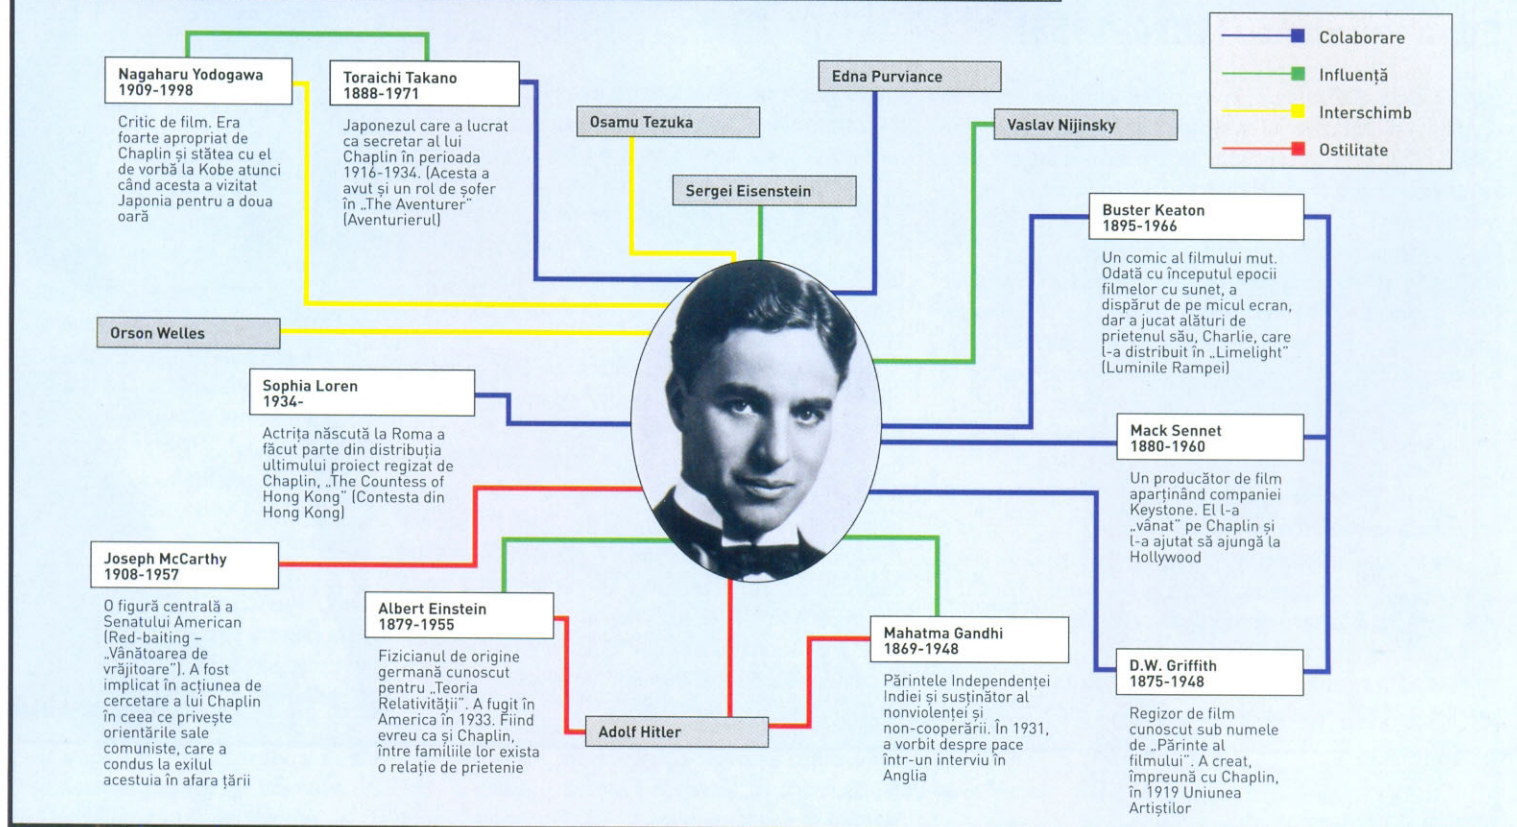 Colaborare
Influență
Interschimb
Ostilitate
Nagaharu Yodogawa
1909-1998
Critic de film. Era
foarte apropriat de
Chaplin și stătea cu el
de vorbă la Kobe atunci
când acesta a vizitat
Japonia pentru a doua
oară
Toraichi Takano
1888-1971
Japonezul care a lucrat
ca secretar al lui
Chaplin în perioada
1916-1934. (Acesta a
avut și un rol de șofer
în „The Aventurer”
(Aventurierul)
Osamu Tezuka
Sergei Eisenstein
Edna Purviance
Vaslav Nijinsky
Buster Keaton
1895-1966
Un comic al filmului mut.
Odată cu începutul epocii
filmelor cu sunet, a
dispărut de pe micul ecran,
dar a jucat alături de
prietenul său, Charlie, care
l-a distribuit în „Limelight”
(Luminile Rampei)
Orson Welles
Sophia Loren
1934-
Actrița născută la Roma a
făcut parte din distribuția
ultimului proiect regizat de
Chaplin, „The Countess of
Hong Kong” (Contesta din
Hong Kong)
Mack Sennet
1880-1960
Un producător de film
aparținând companiei
Keystone. El l-a
„vânat” pe Chaplin și
l-a ajutat să ajungă la
Hollywood
Joseph McCarthy
1908-1957
O figură centrală a
Senatului American
(Red-baiting –
„Vânătoarea de
vrăjitoare”). A fost
implicat în acțiunea de
cercetare a lui Chaplin
în ceea ce privește
orientările sale
comuniste, care a
condus la exilul
acestuia în afara țării
Albert Einstein
1879-1955
Fizicianul de origine
germană cunoscut
pentru „Teoria
Relativității”. A fugit în
America în 1933. Fiind
evreu ca și Chaplin,
între familiile lor exista
o relație de prietenie
Adolf Hitler
Mahatma Gandhi
1869-1948
Părintele Independenței
Indiei și susținător al
nonviolenței și
non-cooperării. În 1931,
a vorbit despre pace
într-un interviu în
Anglia
D.W. Griffith
1875-1948
Regizor de film
cunoscut sub numele
de „Părinte al
filmului”. A creat,
împreună cu Chaplin,
în 1919 Uniunea
Artiștilor